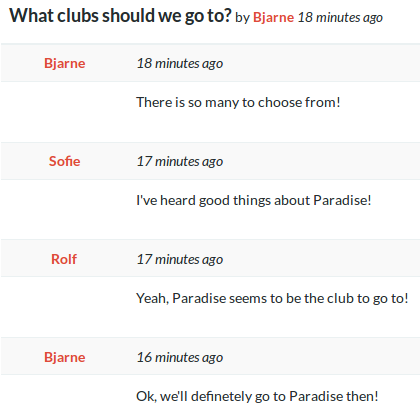 What clubs should we go to? by Bjarne 18 minutes ago
Bjarne 18 minutes ago
There is so many to choose from!
Sofie 17 minutes ago
I've heard good things about Paradise!
Rolf 17 minutes ago
Yeah, Paradise seems to be the club to go to!
Bjarne 16 minutes ago
Ok, we'll definetely go to Paradise then!